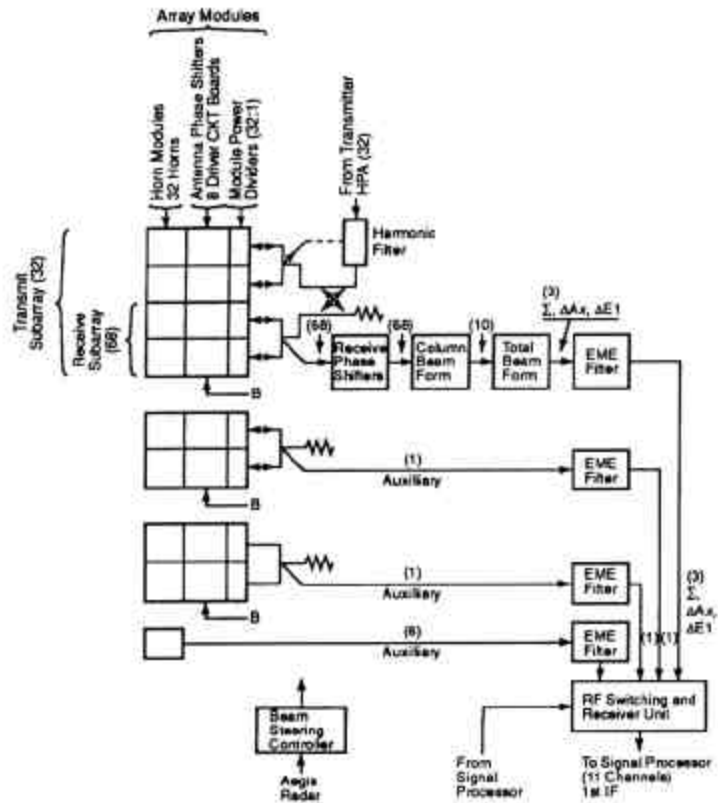 Array Modules
Horn Modules
32 Horns
Antenna Phase Shifters
8 Driver CKT Boards
Module Power
Dividers (32:1)
From Transmitter
HPA (32)
Harmonic
Filter
Transmit
Subarray (32)
Receive
Subarray
(68)
(68)
Receive
Phase
Shifters
(68)
Column
Beam
Form
(10)
Total
Beam
Form
(3)
Σ, ΔAx, ΔE1
EME
Filter
B
(1)
Auxilliary
EME
Filter
B
(1)
Auxilliary
EME
Filter
B
(6)
Auxilliary
EME
Filter
(1)
(1)
(3)
Σ,
ΔAx,
ΔE1
Beam
Steering
Controller
Aegis
Radar
RF Switching and
Receiver Unit
From
Signal
Processor
To Signal Processor
(11 Channels)
1st IF